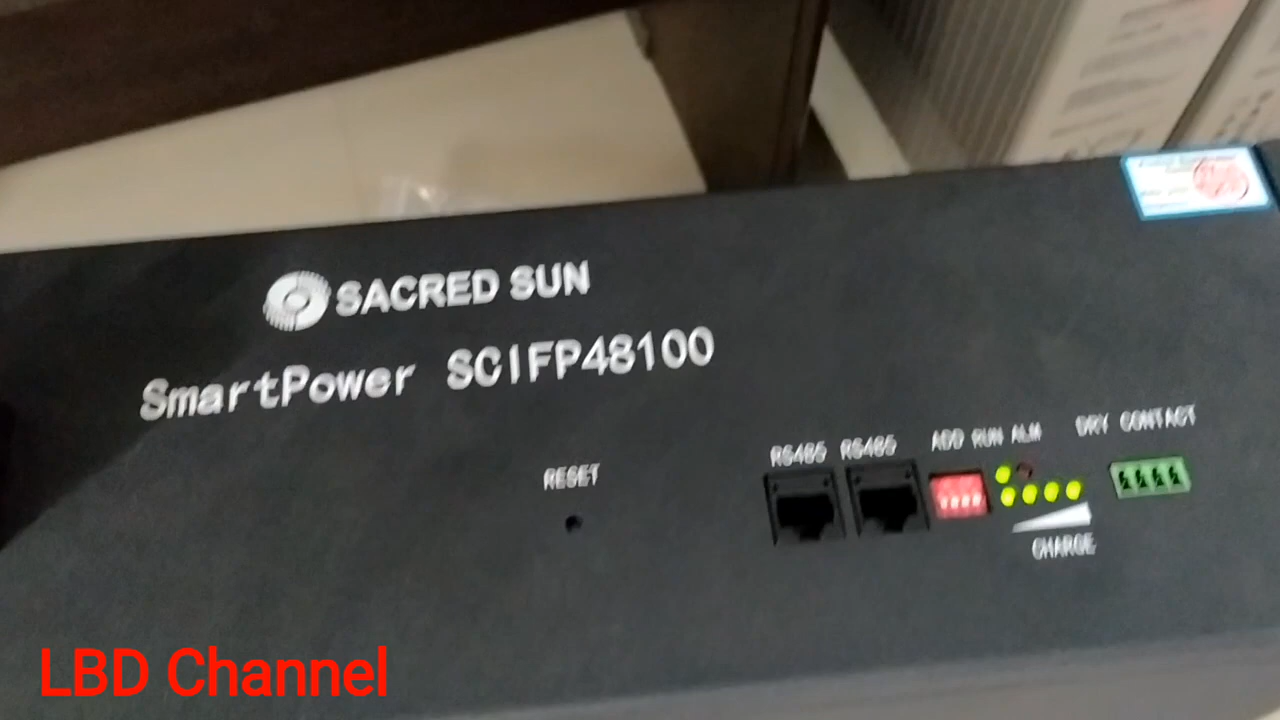 SACRED SUN
SmartPower SCIFP48100
RESET
RS485 RS485 ADD RUN ALM DRY CONTACT
CHARGE
LBD Channel